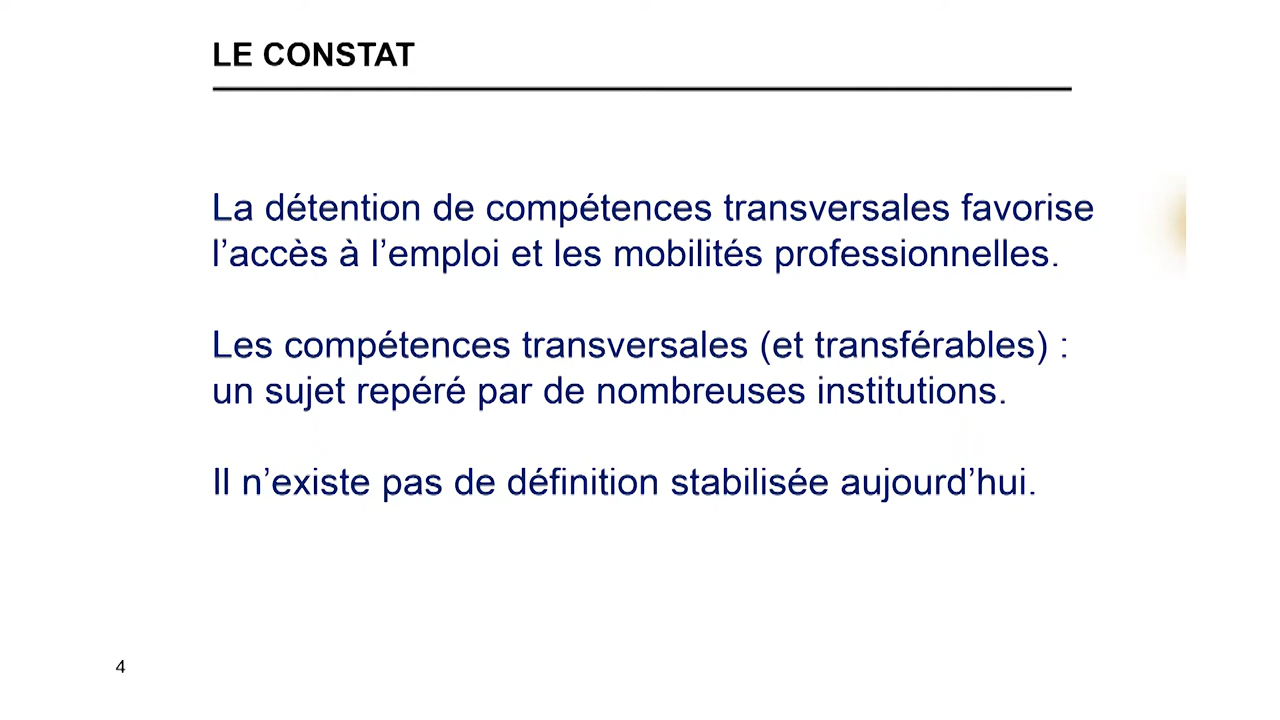 LE CONSTAT
La détention de compétences transversales favorise
l’accès à l’emploi et les mobilités professionnelles.
Les compétences transversales (et transférables) :
un sujet repéré par de nombreuses institutions.
Il n’existe pas de définition stabilisée aujourd’hui.
4